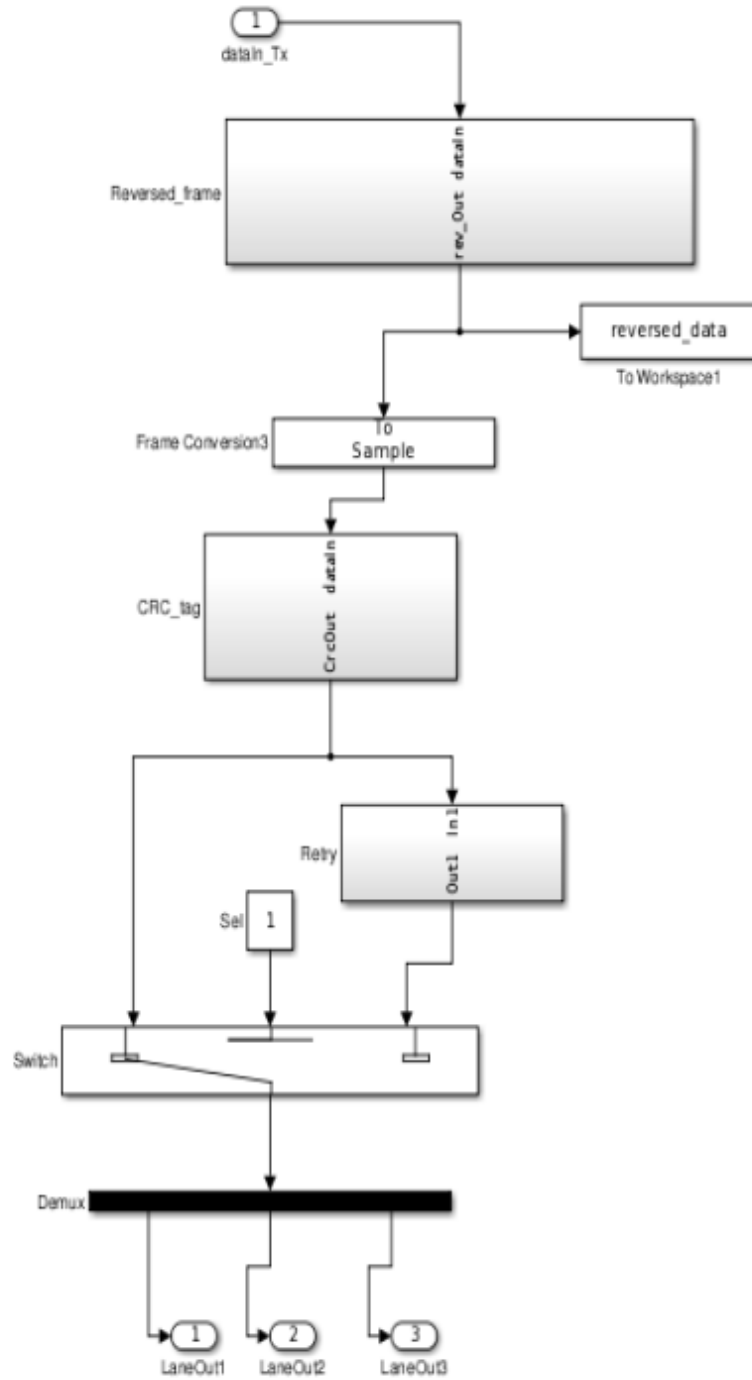 1
dataIn_Tx
dataIn
rev_Out
Reversed_frame
reversed_data
To Workspace1
To
Sample
Frame Conversion3
dataIn
CrcOut
CRC_tag
In1
Out1
Retry
Sel
1
Switch
Demux
1
2
3
LaneOut1
LaneOut2
LaneOut3